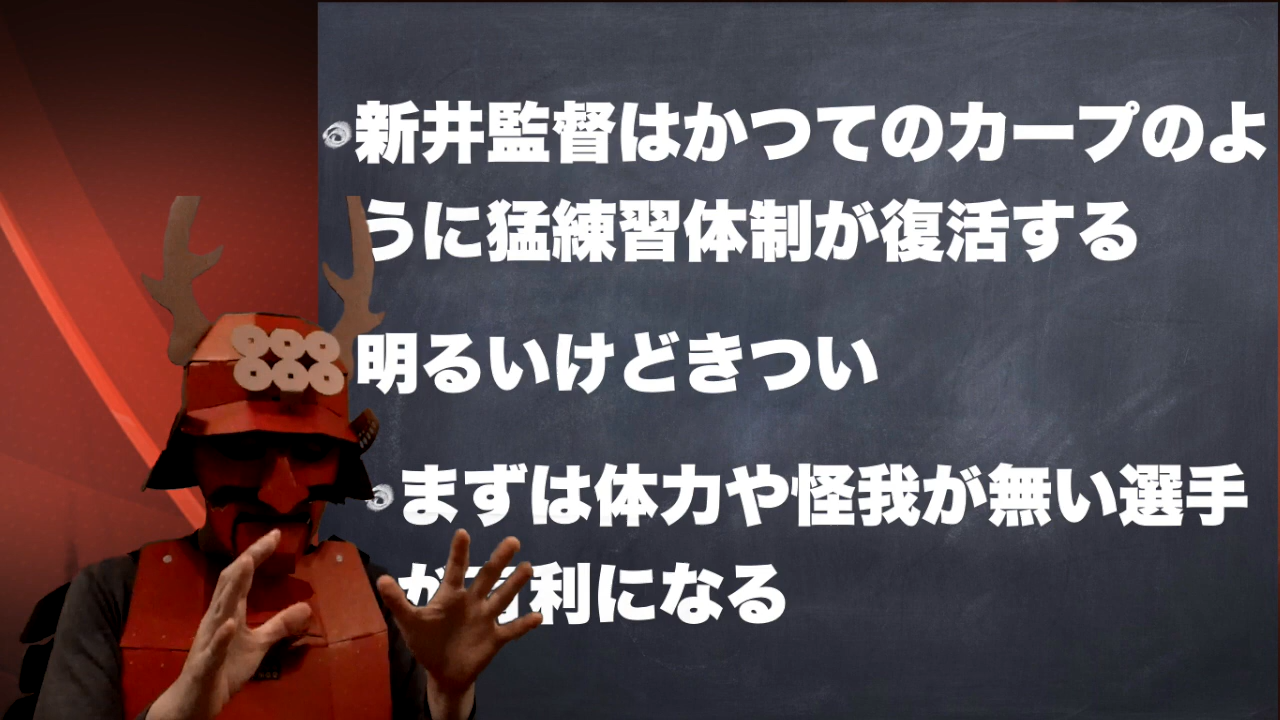 新井監督はかつてのカープのよ
うに猛練習体制が復活する
明るいけどきつい
まずは体力や怪我が無い選手
が有利になる